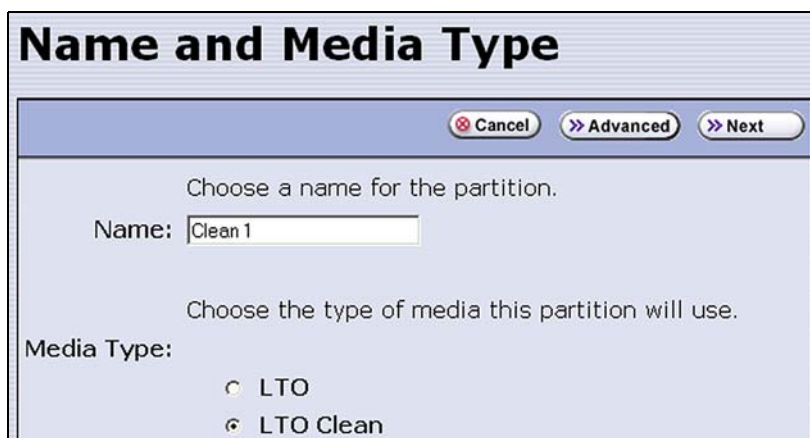 Name and Media Type
Cancel Advanced Next
Choose a name for the partition.
Name: Clean 1
Choose the type of media this partition will use.
Media Type:
LTO
LTO Clean